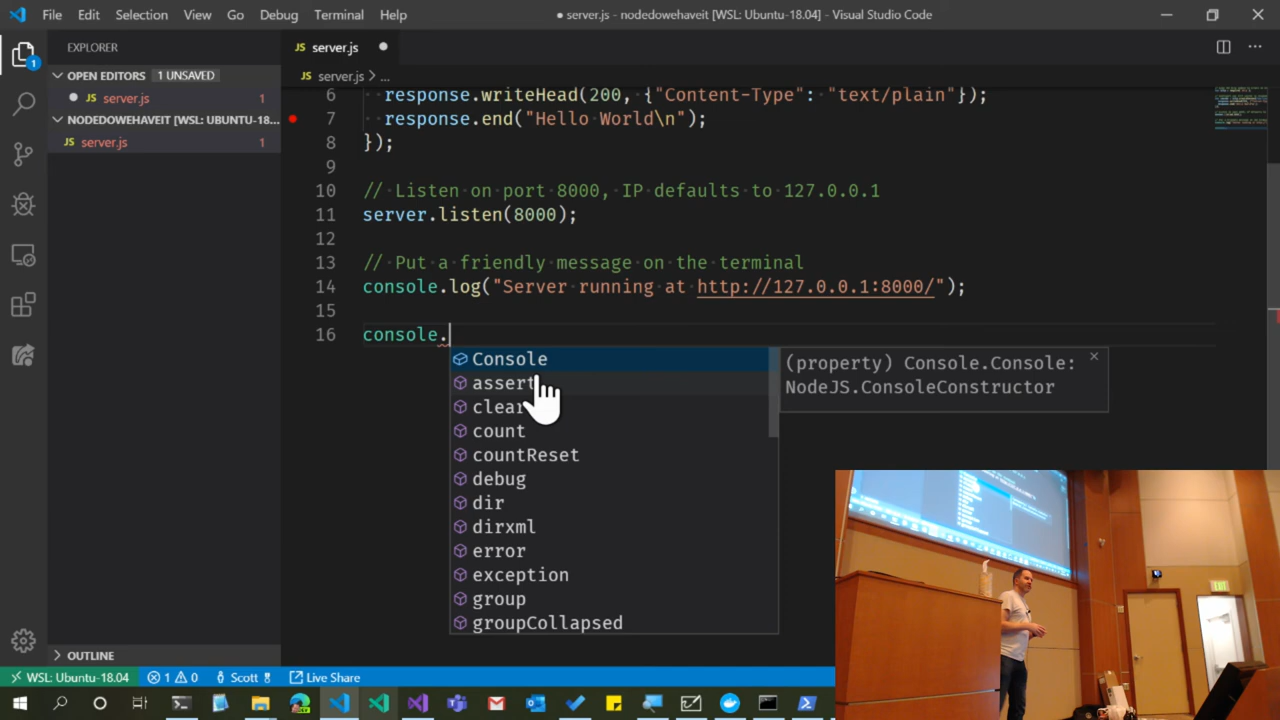 File Edit Selection View Go Debug Terminal Help
● server.js - nodedowehaveit [WSL: Ubuntu-18.04] - Visual Studio Code
EXPLORER
OPEN EDITORS 1 UNSAVED
JS server.js 1
NODEDOWEHAVEIT [WSL: UBUNTU-18....
JS server.js 1
OUTLINE
1
JS server.js
JS server.js > ...
6 response.writeHead(200, {"Content-Type": "text/plain"});
7 response.end("Hello World\n");
8 });
9
10 // Listen on port 8000, IP defaults to 127.0.0.1
11 server.listen(8000);
12
13 // Put a friendly message on the terminal
14 console.log("Server running at http://127.0.0.1:8000/");
15
16 console.
Console
assert
clear
count
countReset
debug
dir
dirxml
error
exception
group
groupCollapsed
(property) Console.Console:
NodeJS.ConsoleConstructor
WSL: Ubuntu-18.04 1 0 Scott 8 Live Share